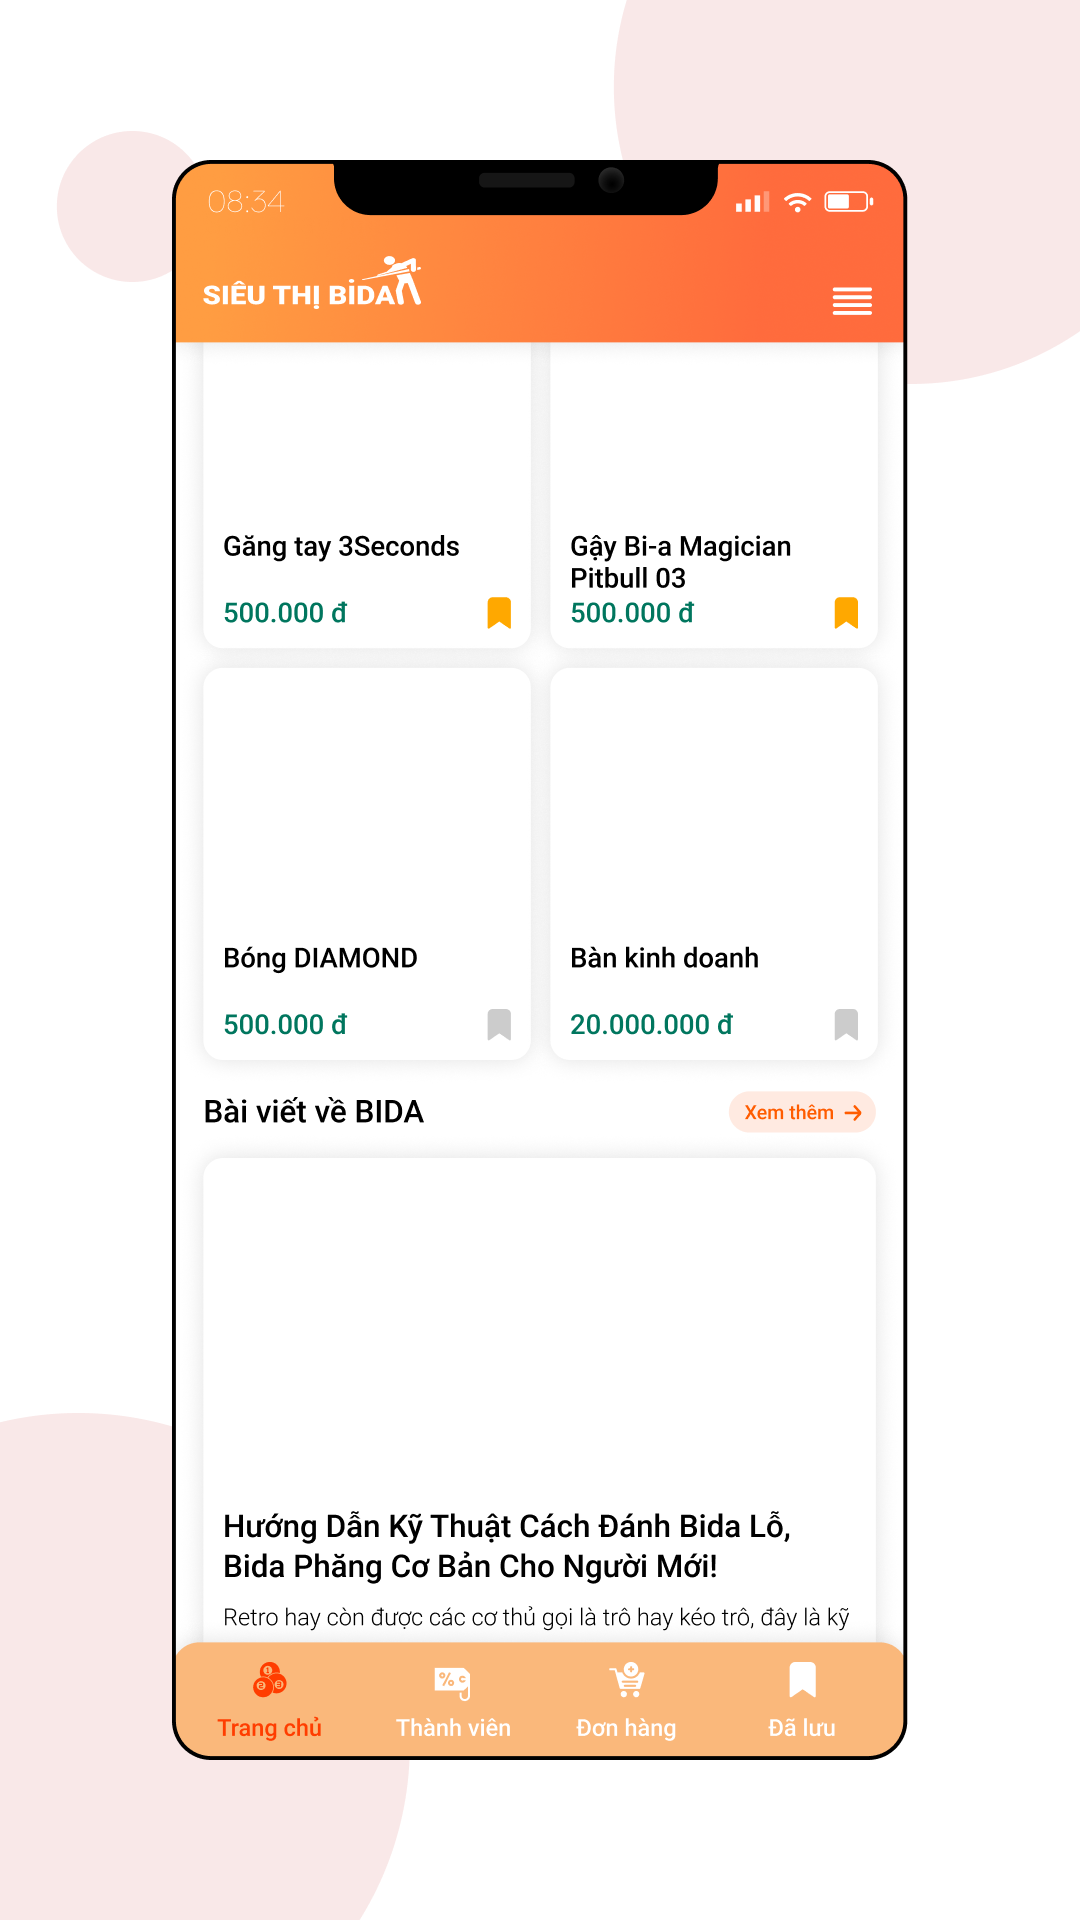 08:34
SIÊU THỊ BIDA
Găng tay 3Seconds
500.000 đ
Gậy Bi-a Magician
Pitbull 03
500.000 đ
Bóng DIAMOND
500.000 đ
Bàn kinh doanh
20.000.000 đ
Bài viết về BIDA
Xem thêm
Hướng Dẫn Kỹ Thuật Cách Đánh Bida Lỗ,
Bida Phăng Cơ Bản Cho Người Mới!
Retro hay còn được các cơ thủ gọi là trô hay kéo trô, đây là kỹ
1
2 3
% c
Trang chủ
Thành viên
Đơn hàng
Đã lưu